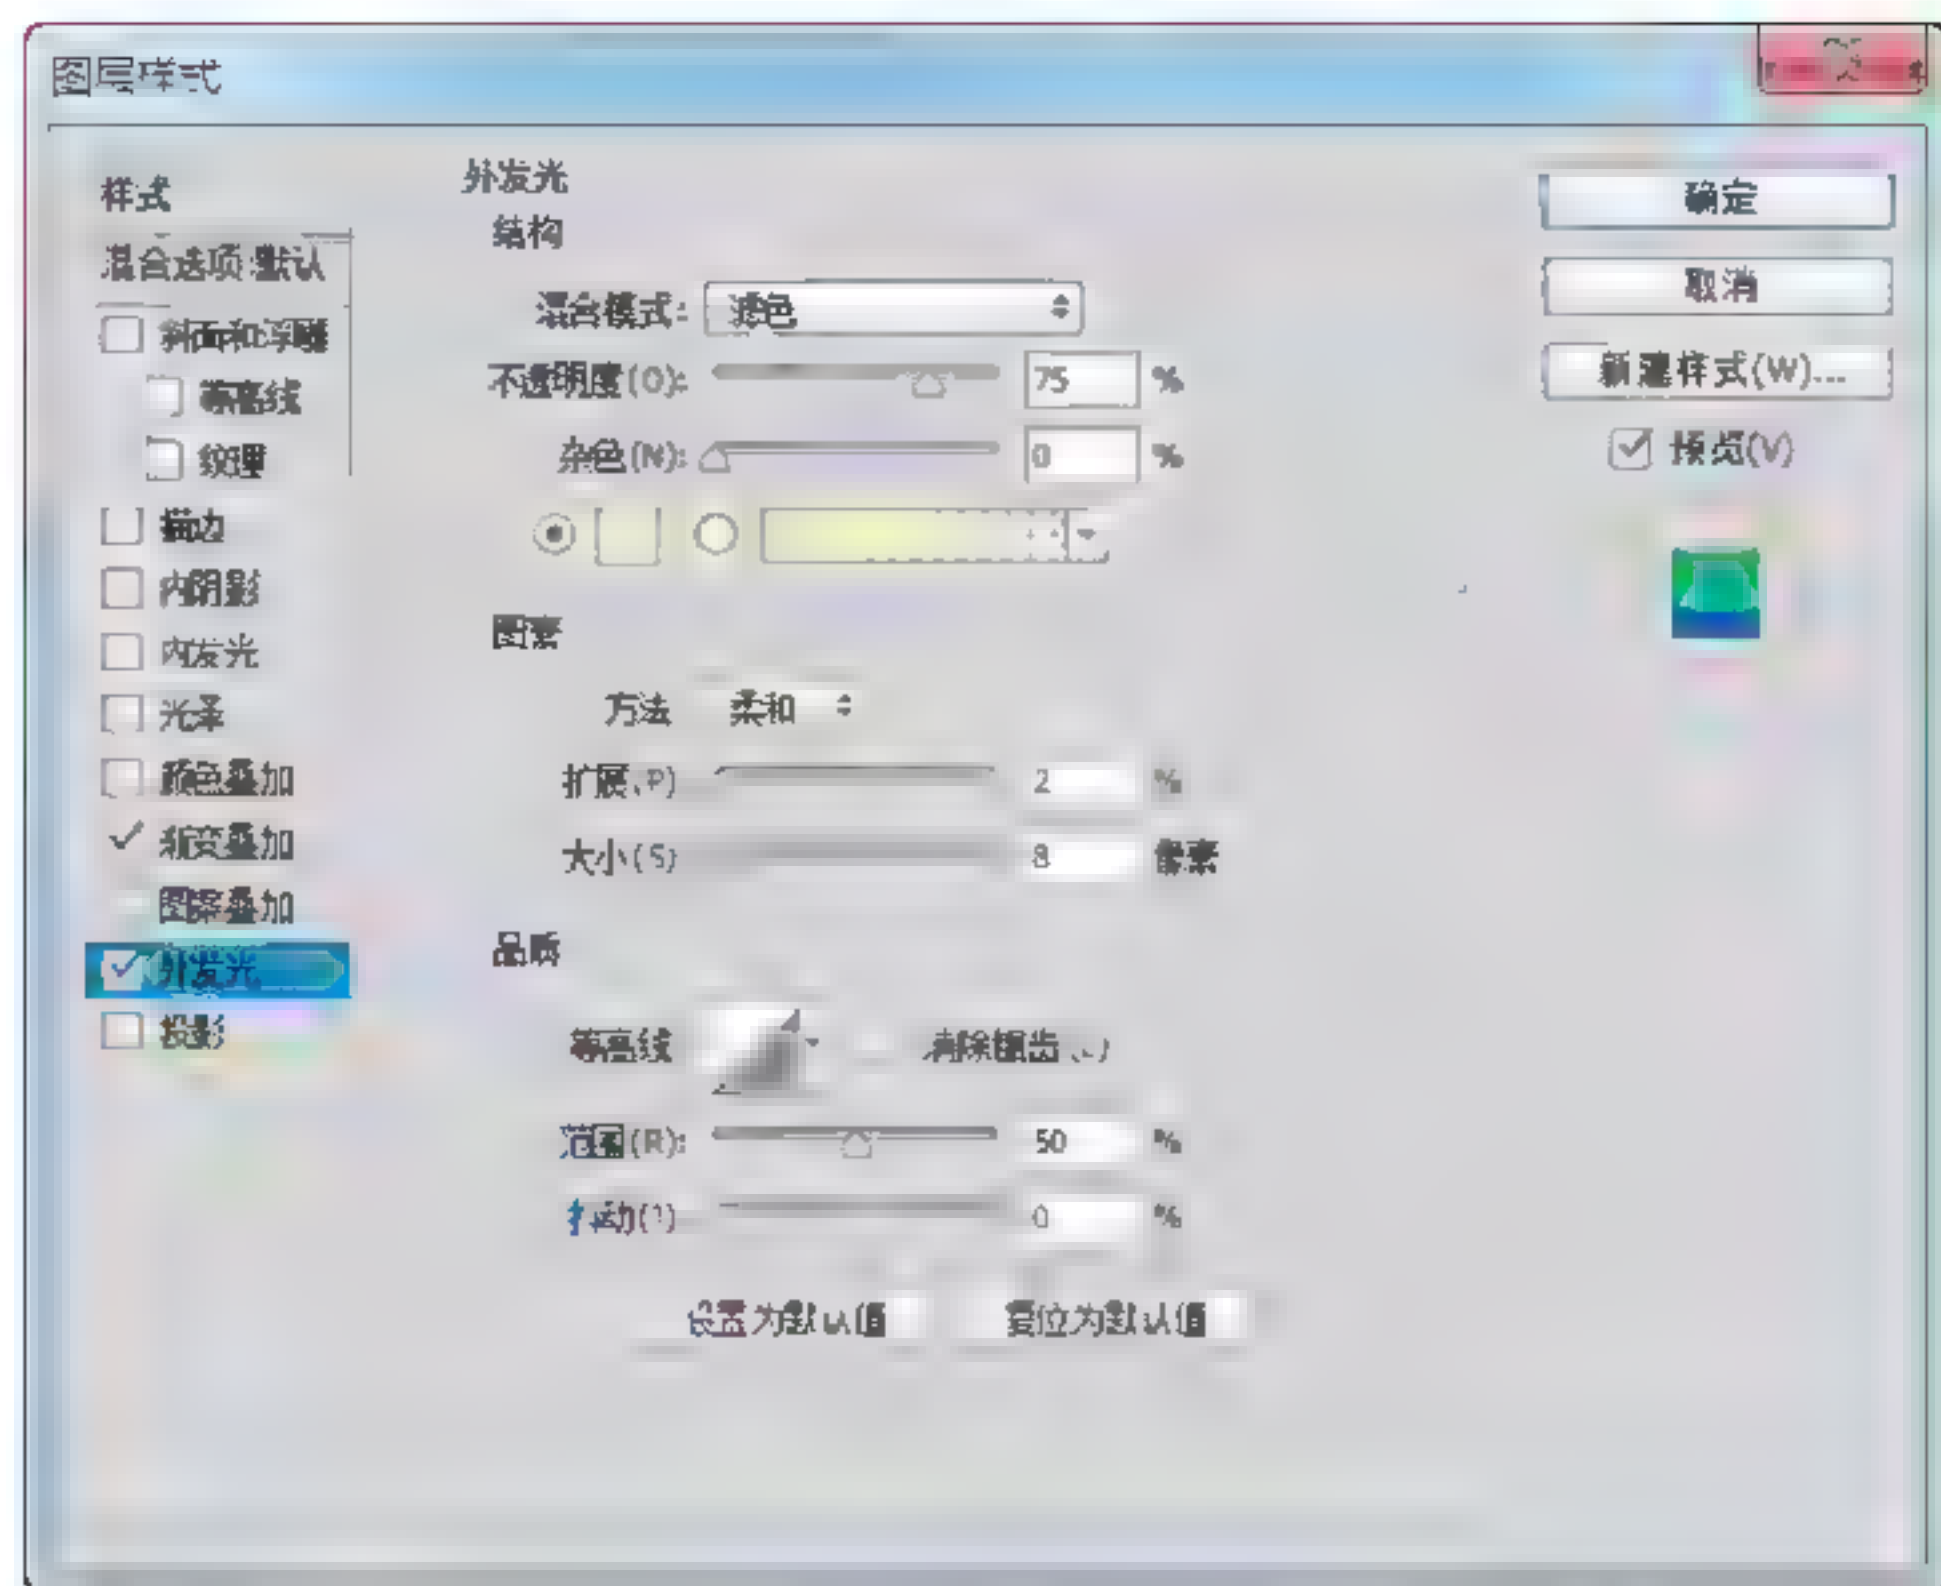 图层样式
样式
混合选项:默认
斜面和浮雕
等高线
纹理
描边
内阴影
内发光
光泽
颜色叠加
渐变叠加
图案叠加
外发光
投影
外发光
结构
混合模式: 滤色
不透明度(O): 75 %
杂色(N): 0 %
图素
方法 柔和
扩展(P) 2 %
大小(S) 8 像素
品质
等高线 消除锯齿(L)
范围(R): 50 %
抖动 0 %
设置为默认值 复位为默认值
确定
取消
新建样式(W)...
预览(V)